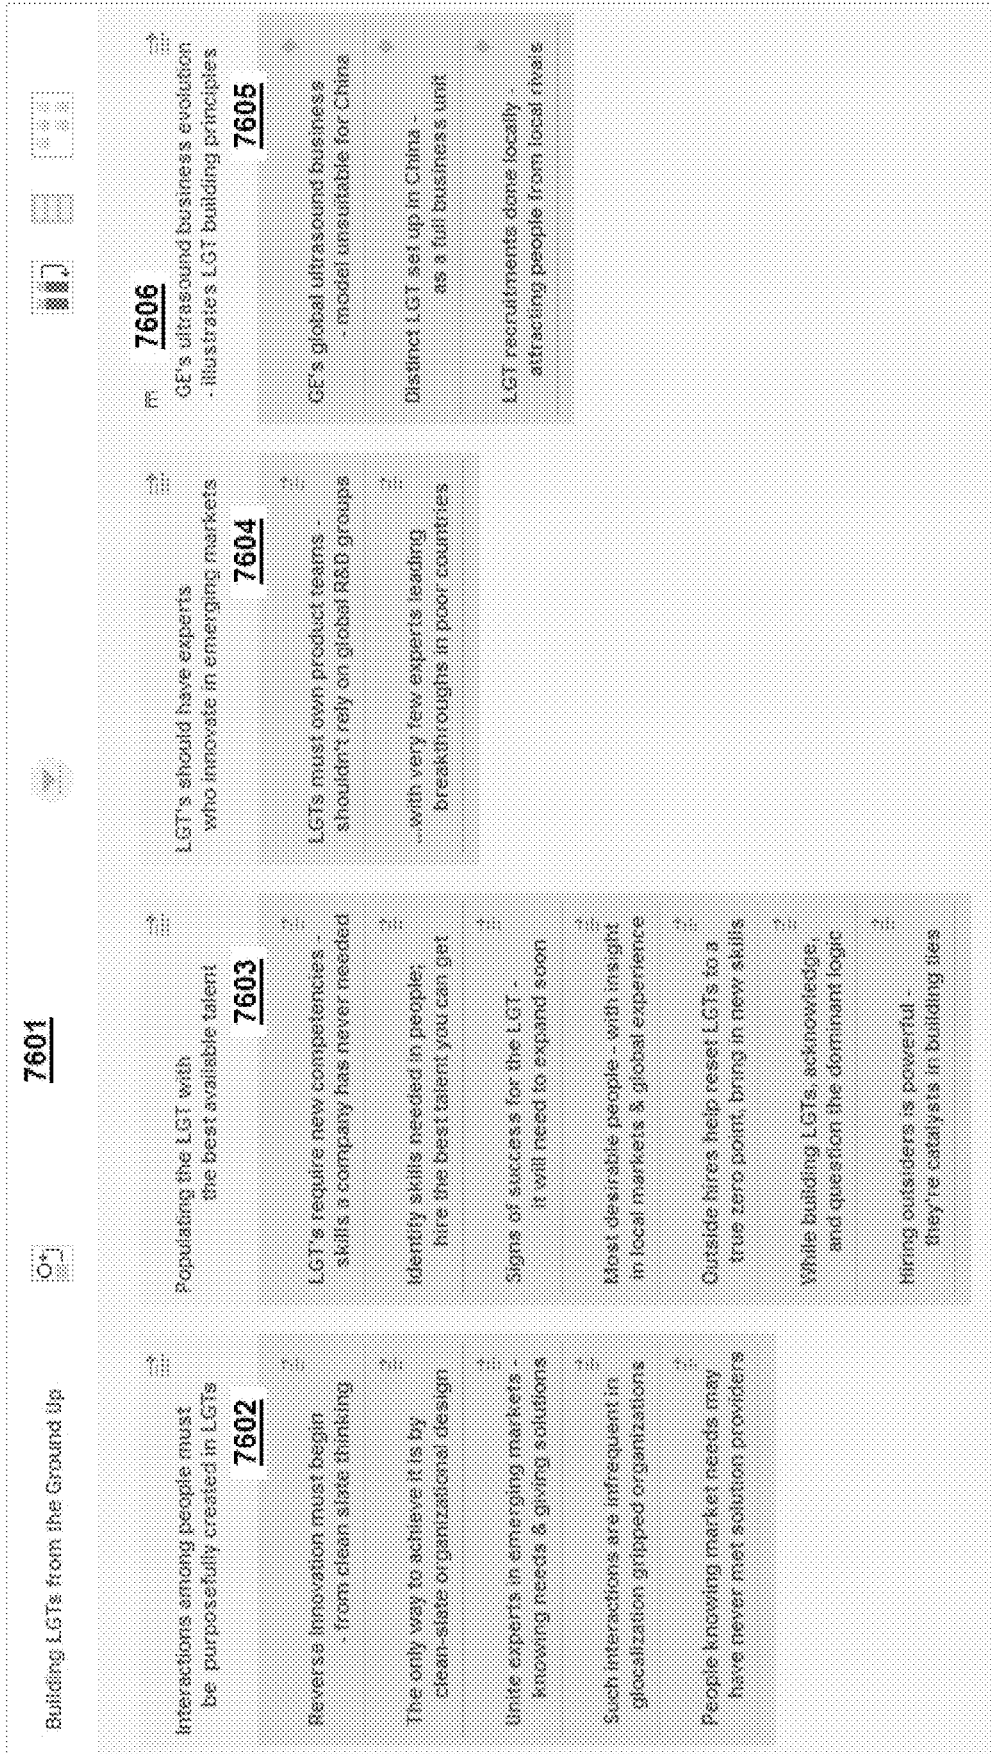 Building LGTs from the Ground Up
7601
Interactions among people must
be purposefully created in LGTs
7602
Reverse innovation must begin
- from clean slate thinking
The only way to achieve it is by
clean-slate organizational design
Unite experts in emerging markets -
knowing needs & giving solutions
Such interactions are infrequent in
glocalization gripped organizations
People knowing market needs may
have never met solution providers
Populating the LGT with
the best available talent
7603
LGT's require new competencies -
skills a company has never needed
Identify skills needed in people;
hire the best talent you can get
Signs of success for the LGT -
it will need to expand soon
Most desirable people - with insight
in local markets & global experience
Outside hires help reset LGTs to a
true zero point, bring in new skills
While building LGTs, acknowledge,
and question the dominant logic
Hiring outsiders is powerful -
they're catalysts in building ties
LGT's should have experts
who innovate in emerging markets
7604
LGTs must own product teams -
shouldn't rely on global R&D groups
...with very few experts leading
breakthroughs in poor countries
E
7606
GE's ultrasound business evolution
- illustrates LGT building principles
7605
GE's global ultrasound business
- model unsuitable for China
Distinct LGT set up in China -
as a full business unit
LGT recruitments done locally -
attracting people from local rivals